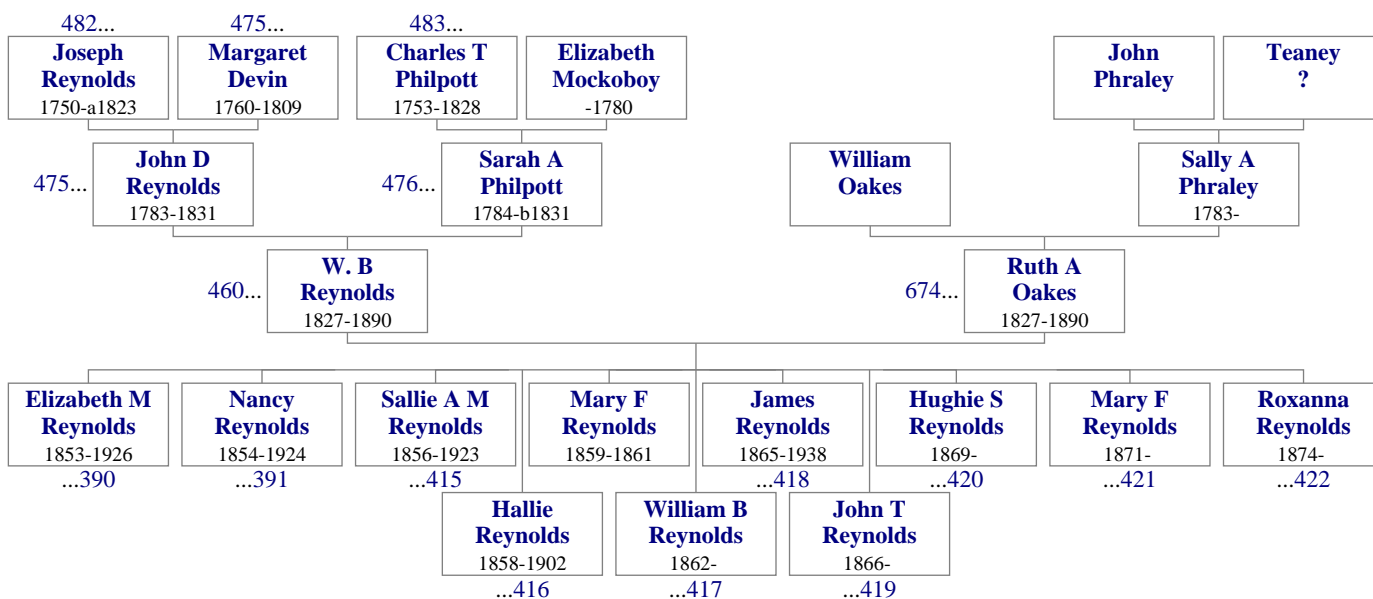 482... 475... 483...
Joseph
Reynolds
1750-a1823
Margaret
Devin
1760-1809
Charles T
Philpott
1753-1828
Elizabeth
Mockoboy
-1780
John
Phraley
Teaney
?
475...
John D
Reynolds
1783-1831
476...
Sarah A
Philpott
1784-b1831
William
Oakes
Sally A
Phraley
1783-
460...
W. B
Reynolds
1827-1890
674...
Ruth A
Oakes
1827-1890
Elizabeth M
Reynolds
1853-1926
...390
Nancy
Reynolds
1854-1924
...391
Sallie A M
Reynolds
1856-1923
...415
Mary F
Reynolds
1859-1861
James
Reynolds
1865-1938
...418
Hughie S
Reynolds
1869-
...420
Mary F
Reynolds
1871-
...421
Roxanna
Reynolds
1874-
...422
Hallie
Reynolds
1858-1902
...416
William B
Reynolds
1862-
...417
John T
Reynolds
1866-
...419